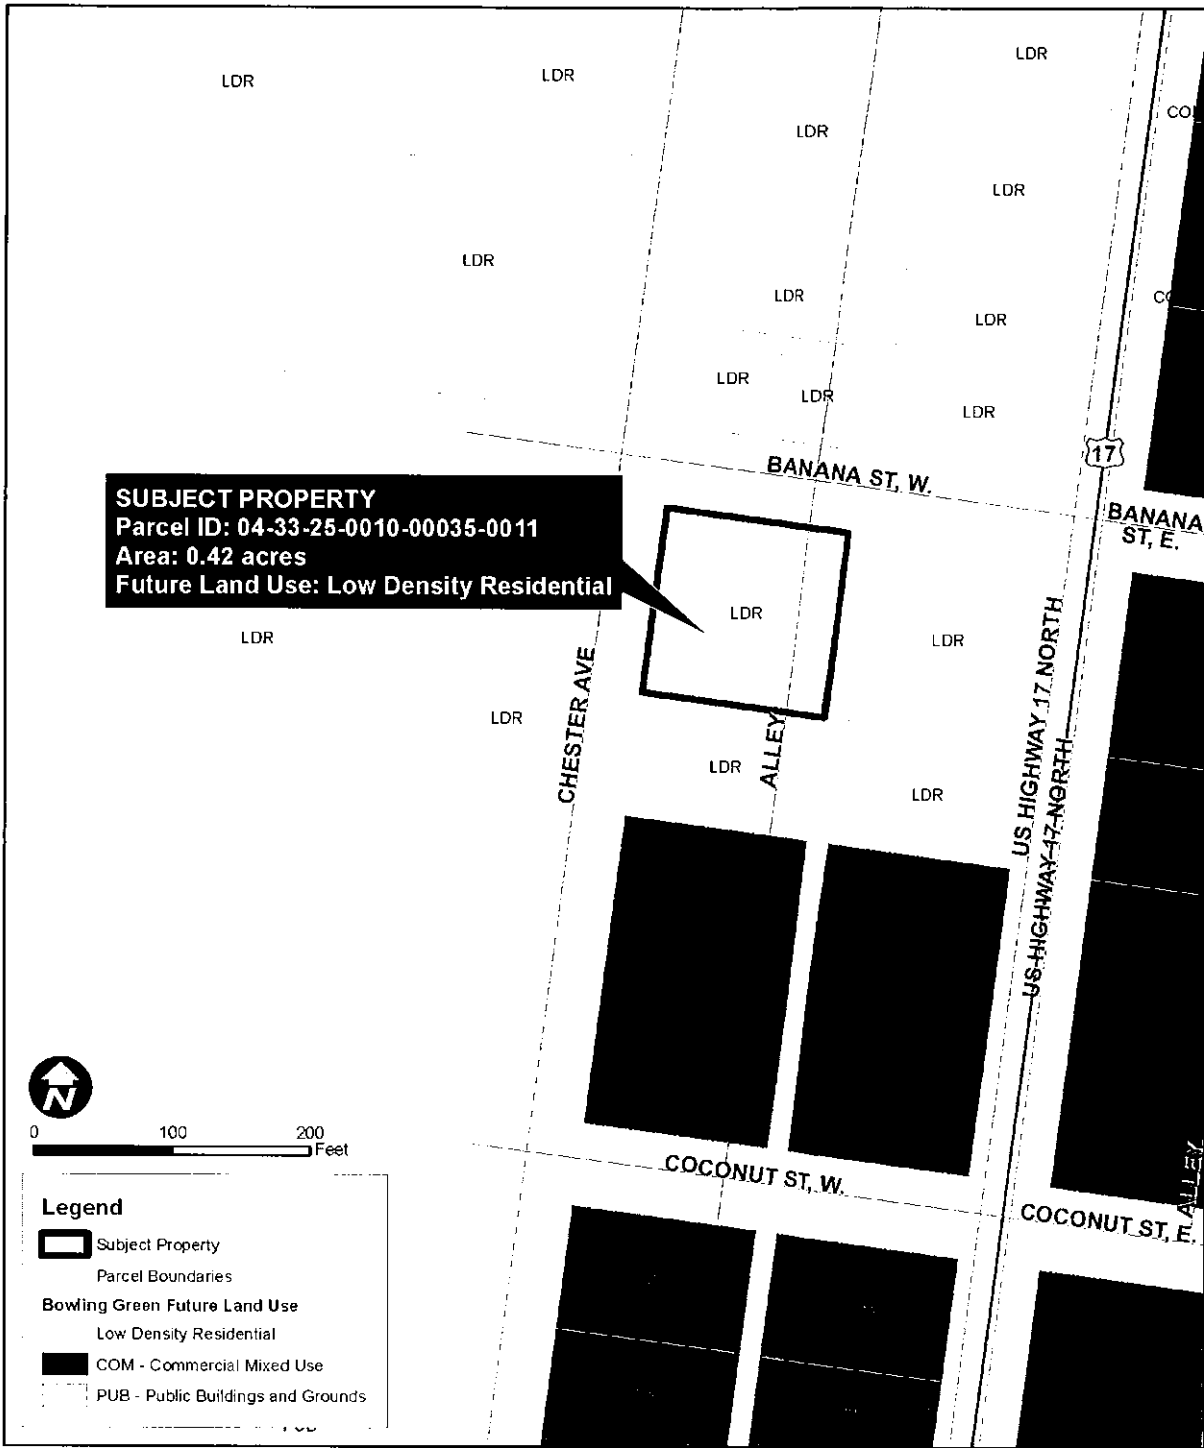 LDR
LDR
LDR
LDR
LDR
LDR
LDR
LDR
LDR
LDR
LDR
17
BANANA ST, W.
BANANA
ST, E.
SUBJECT PROPERTY
Parcel ID: 04-33-25-0010-00035-0011
Area: 0.42 acres
Future Land Use: Low Density Residential
LDR
LDR
LDR
LDR
LDR
LDR
CHESTER AVE
ALLEY
US HIGHWAY 17 NORTH
US HIGHWAY 17 NORTH
N
0 100 200
Feet
COCONUT ST, W.
COCONUT ST, E.
ALLEY
Legend
Subject Property
Parcel Boundaries
Bowling Green Future Land Use
Low Density Residential
COM - Commercial Mixed Use
PUB - Public Buildings and Grounds